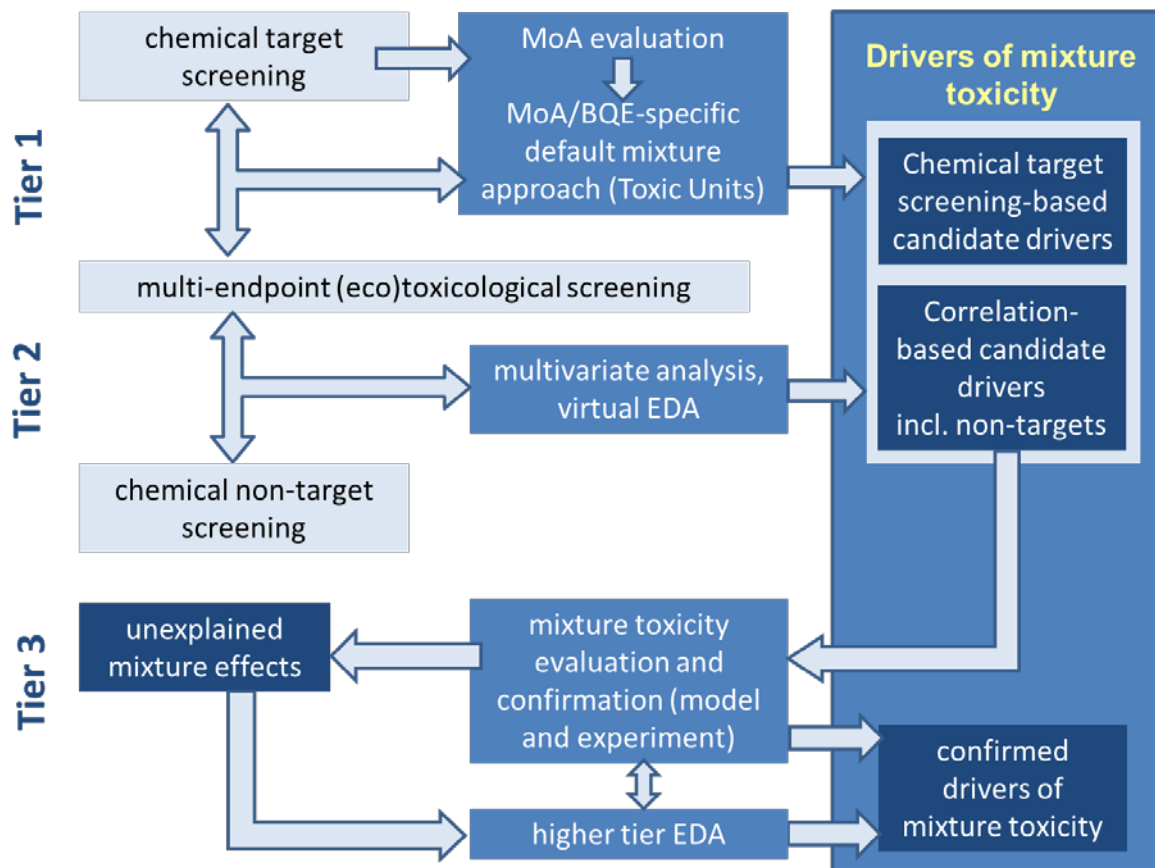 Tier 1
chemical target
screening
MoA evaluation
MoA/BQE-specific
default mixture
approach (Toxic Units)
Drivers of mixture
toxicity
Chemical target
screening-based
candidate drivers
multi-endpoint (eco)toxicological screening
Tier 2
multivariate analysis,
virtual EDA
Correlation-
based candidate
drivers
incl. non-targets
chemical non-target
screening
Tier 3
unexplained
mixture effects
mixture toxicity
evaluation and
confirmation (model
and experiment)
higher tier EDA
confirmed
drivers of
mixture toxicity